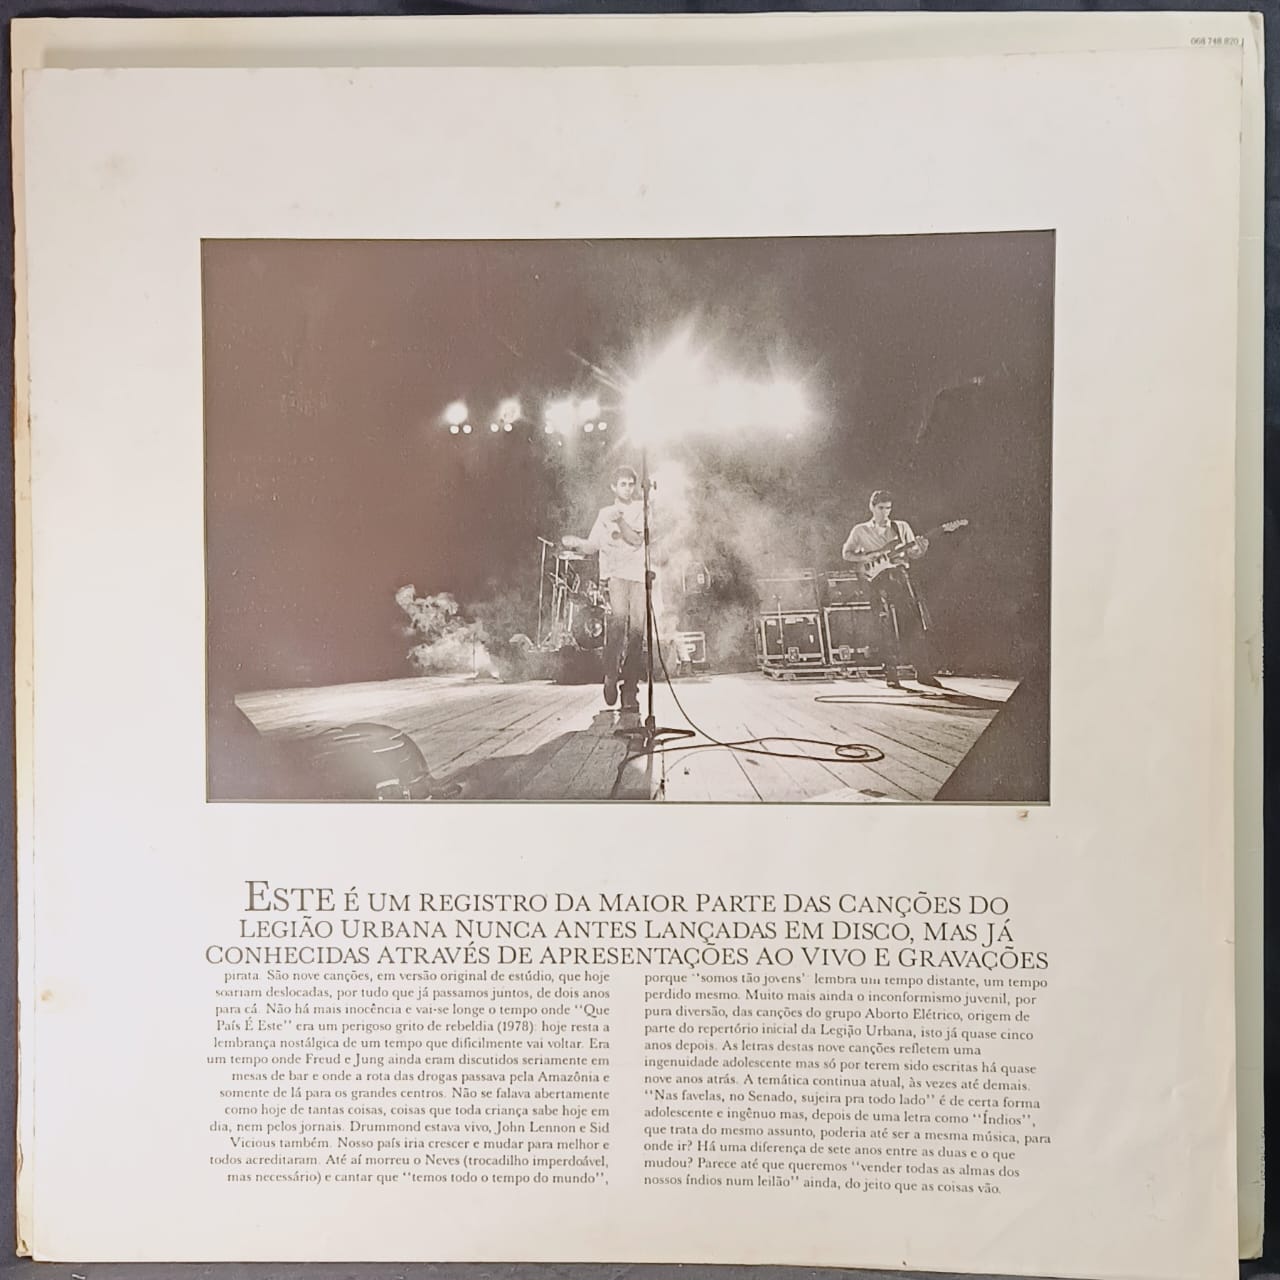 068 748 820
ESTE É UM REGISTRO DA MAIOR PARTE DAS CANÇÕES DO
LEGIÃO URBANA NUNCA ANTES LANÇADAS EM DISCO, MAS JÁ
CONHECIDAS ATRAVÉS DE APRESENTAÇÕES AO VIVO E GRAVAÇÕES
pirata. São nove canções, em versão original de estúdio, que hoje
soariam deslocadas, por tudo que já passamos juntos, de dois anos
para cá. Não há mais inocência e vai-se longe o tempo onde "Que
País É Este" era um perigoso grito de rebeldia (1978): hoje resta a
lembrança nostálgica de um tempo que dificilmente vai voltar. Era
um tempo onde Freud e Jung ainda eram discutidos seriamente em
mesas de bar e onde a rota das drogas passava pela Amazônia e
somente de lá para os grandes centros. Não se falava abertamente
como hoje de tantas coisas, coisas que toda criança sabe hoje em
dia, nem pelos jornais. Drummond estava vivo, John Lennon e Sid
Vicious também. Nosso país iria crescer e mudar para melhor e
todos acreditaram. Até aí morreu o Neves (trocadilho imperdoável,
mas necessário) e cantar que "temos todo o tempo do mundo",
porque "somos tão jovens" lembra um tempo distante, um tempo
perdido mesmo. Muito mais ainda o inconformismo juvenil, por
pura diversão, das canções do grupo Aborto Elétrico, origem de
parte do repertório inicial da Legião Urbana, isto já quase cinco
anos depois. As letras destas nove canções refletem uma
ingenuidade adolescente mas só por terem sido escritas há quase
nove anos atrás. A temática continua atual, às vezes até demais.
"Nas favelas, no Senado, sujeira pra todo lado" é de certa forma
adolescente e ingênuo mas, depois de uma letra como "Índios",
que trata do mesmo assunto, poderia até ser a mesma música, para
onde ir? Há uma diferença de sete anos entre as duas e o que
mudou? Parece até que queremos "vender todas as almas dos
nossos índios num leilão" ainda, do jeito que as coisas vão.